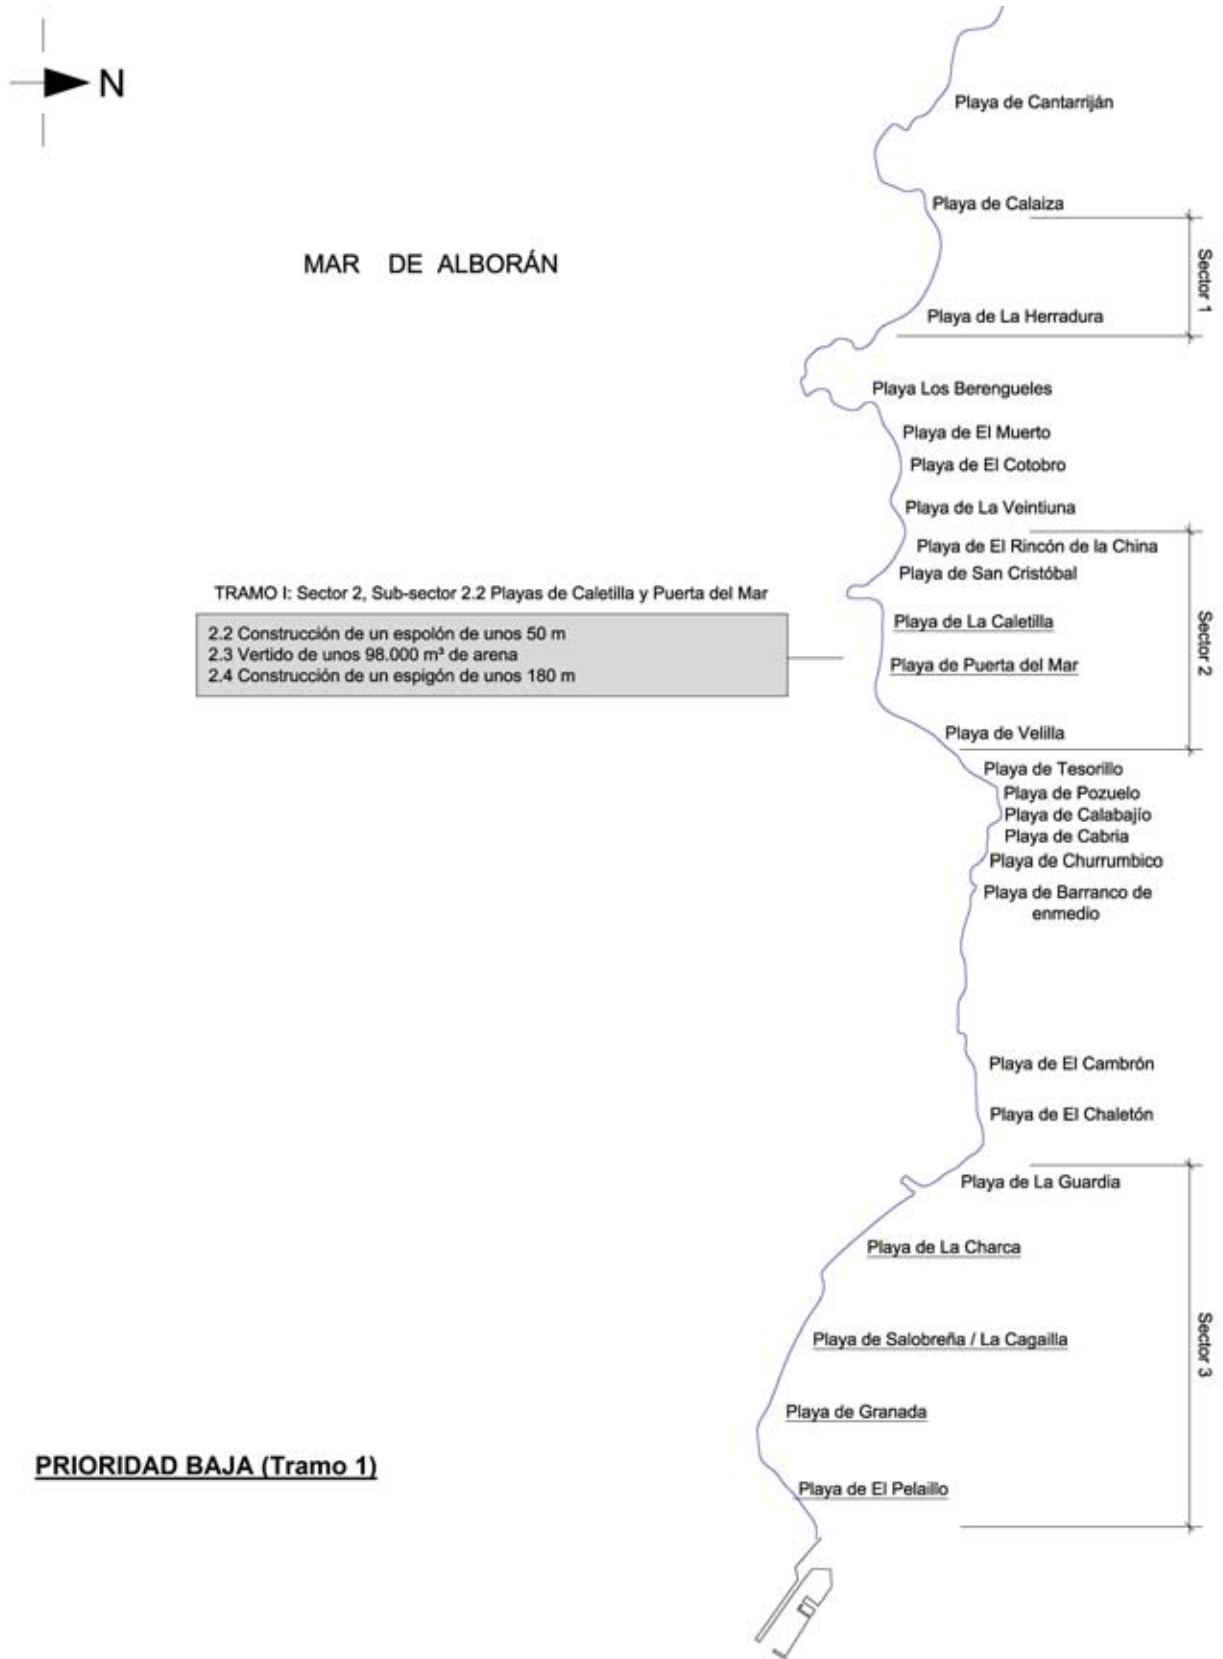 N
Playa de Cantarriján
Playa de Calaiza
MAR DE ALBORÁN
Sector 1
Playa de La Herradura
Playa Los Berengueles
Playa de El Muerto
Playa de El Cotobro
Playa de La Veintiuna
Playa de El Rincón de la China
Playa de San Cristóbal
TRAMO I: Sector 2, Sub-sector 2.2 Playas de Caletilla y Puerta del Mar
2.2 Construcción de un espolón de unos 50 m
2.3 Vertido de unos 98.000 m³ de arena
2.4 Construcción de un espigón de unos 180 m
Playa de La Caletilla
Sector 2
Playa de Puerta del Mar
Playa de Velilla
Playa de Tesorillo
Playa de Pozuelo
Playa de Calabajío
Playa de Cabria
Playa de Churrumbico
Playa de Barranco de
enmedio
Playa de El Cambrón
Playa de El Chaletón
Playa de La Guardia
Playa de La Charca
Playa de Salobreña / La Cagailla
Sector 3
Playa de Granada
PRIORIDAD BAJA (Tramo 1)
Playa de El Pelaillo